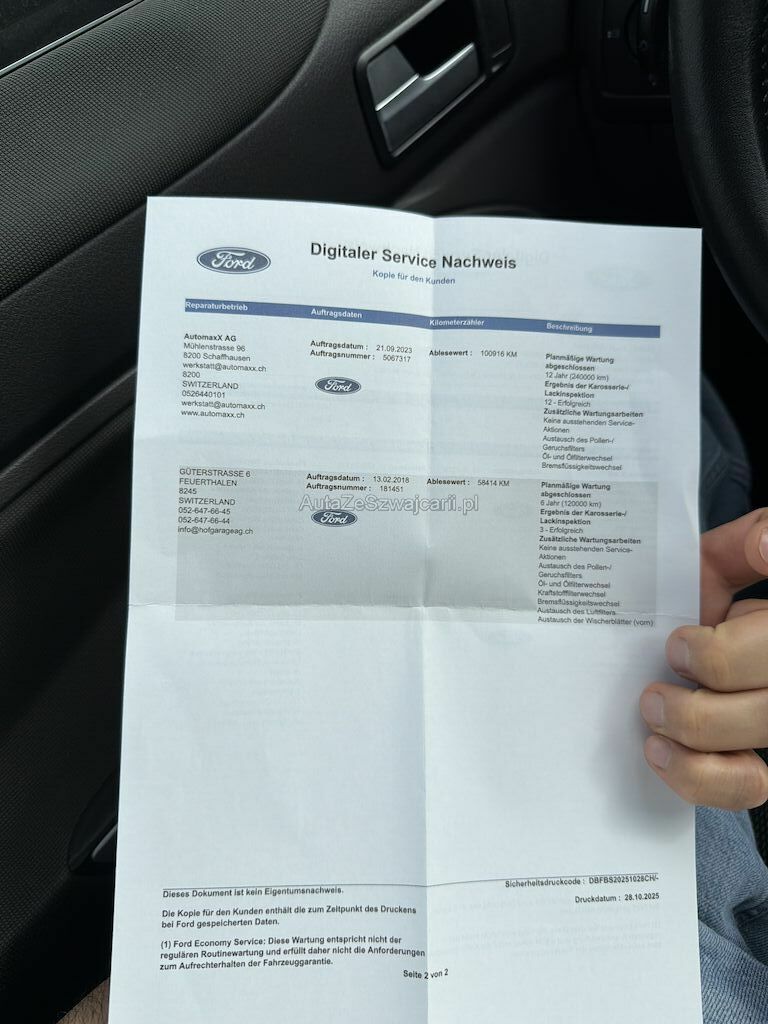 Ford
Digitaler Service Nachweis
Kopie für den Kunden
Reparaturbetrieb Auftragsdaten Kilometerzähler Beschreibung
AutomaxX AG
Mühlenstrasse 96
8200 Schaffhausen
werkstatt@automaxx.ch
8200
SWITZERLAND
0526440101
werkstatt@automaxx.ch
www.automaxx.ch
Auftragsdatum : 21.09.2023
Auftragsnummer : 5067317
Ford
Ablesewert : 100916 KM
Planmäßige Wartung
abgeschlossen
12 Jahr (240000 km)
Ergebnis der Karosserie-/
Lackinspektion
12 - Erfolgreich
Zusätzliche Wartungsarbeiten
Keine ausstehenden Service-
Aktionen
Austausch des Pollen-/
Geruchsfilters
Öl- und Ölfilterwechsel
Bremsflüssigkeitswechsel
GÜTERSTRASSE 6
FEUERTHALEN
8245
SWITZERLAND
052-647-66-45
052-647-66-44
info@hofgarageag.ch
Auftragsdatum : 13.02.2018
Auftragsnummer : 181451
AutaZeSzwajcarii.pl
Ford
Ablesewert : 58414 KM
Planmäßige Wartung
abgeschlossen
6 Jahr (120000 km)
Ergebnis der Karosserie-/
Lackinspektion
3 - Erfolgreich
Zusätzliche Wartungsarbeiten
Keine ausstehenden Service-
Aktionen
Austausch des Pollen-/
Geruchsfilters
Öl- und Ölfilterwechsel
Kraftstofffilterwechsel
Bremsflüssigkeitswechsel
Austausch des Luftfilters
Austausch der Wischerblätter (vorn)
Dieses Dokument ist kein Eigentumsnachweis.
Sicherheitsdruckcode : DBFBS20251028CH/-
Die Kopie für den Kunden enthält die zum Zeitpunkt des Druckens
bei Ford gespeicherten Daten.
Druckdatum : 28.10.2025
(1) Ford Economy Service: Diese Wartung entspricht nicht der
regulären Routinewartung und erfüllt daher nicht die Anforderungen
zum Aufrechterhalten der Fahrzeuggarantie.
Seite 2 von 2